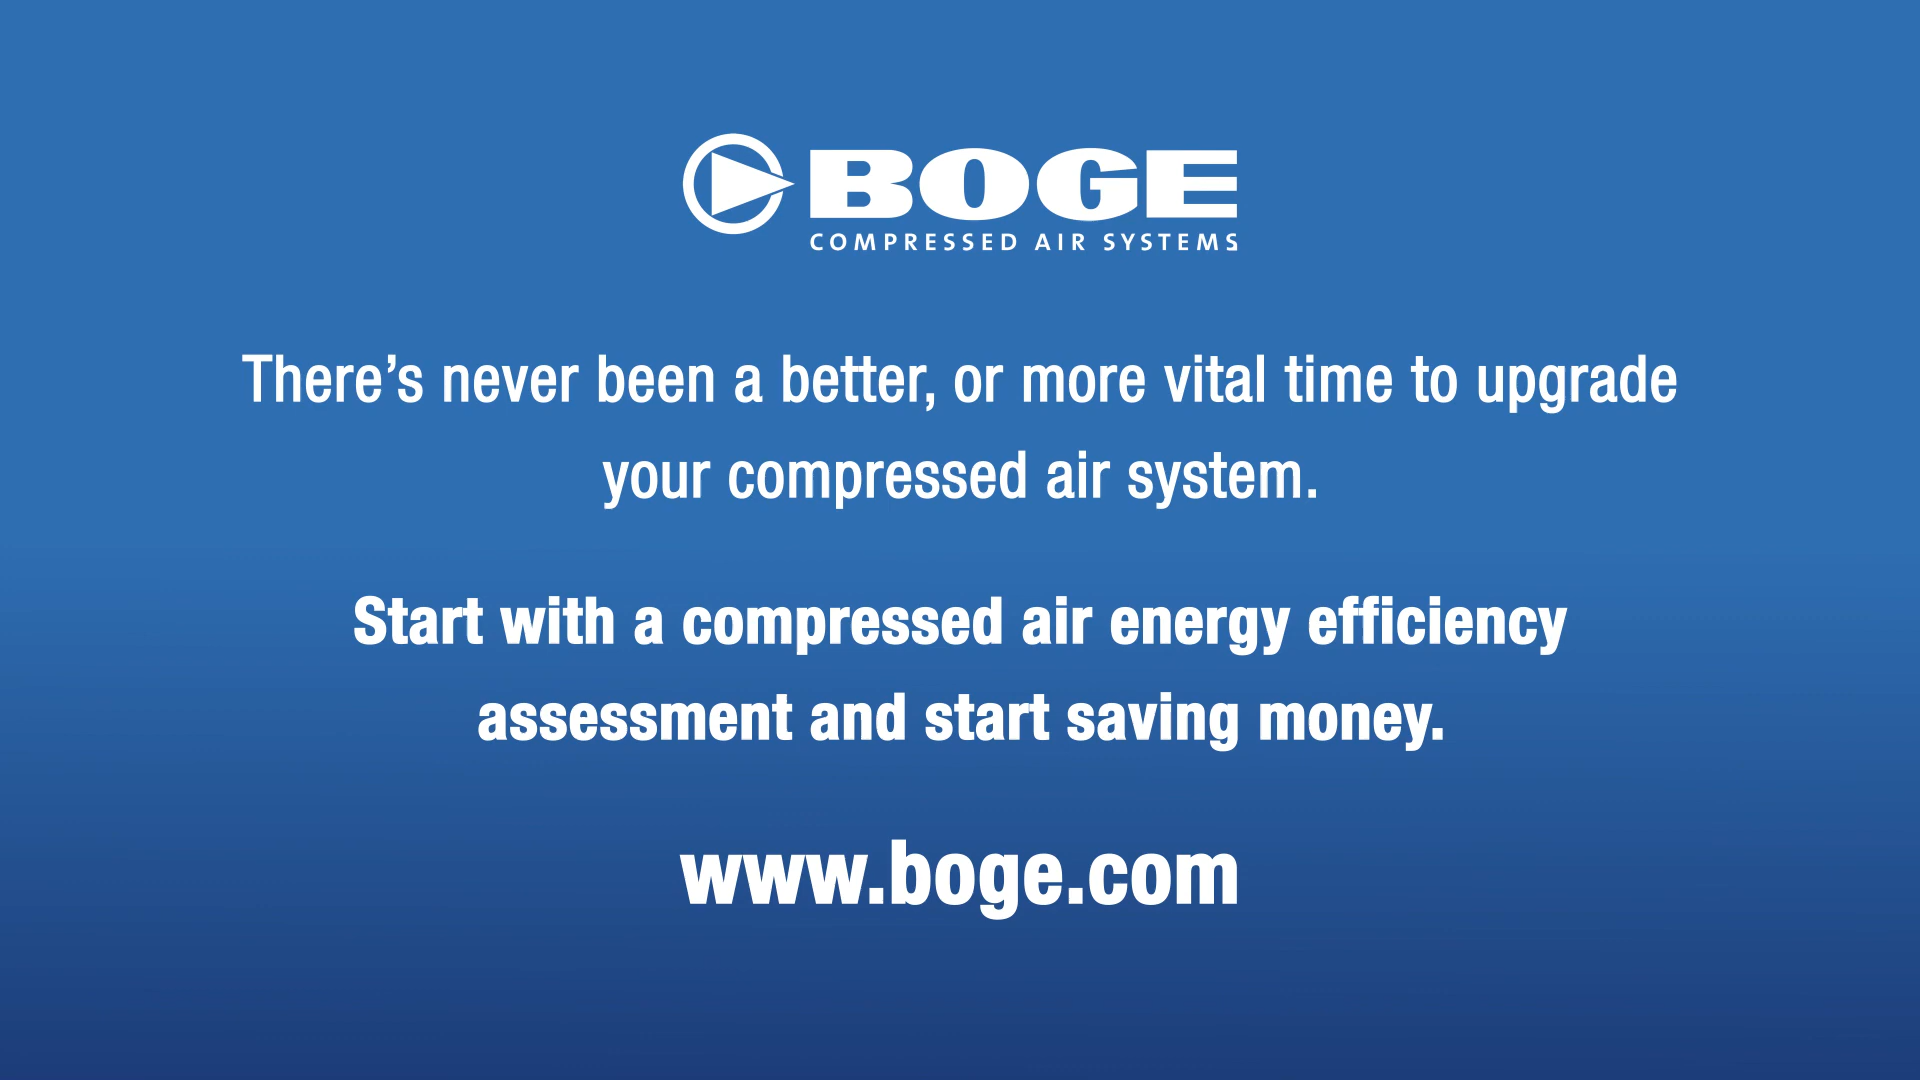 BOGE
COMPRESSED AIR SYSTEMS
There’s never been a better, or more vital time to upgrade
your compressed air system.
Start with a compressed air energy efficiency
assessment and start saving money.
www.boge.com